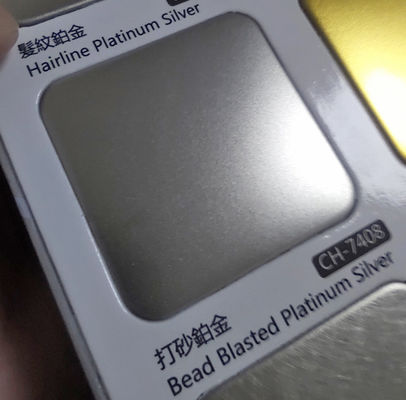 髮紋鉑金
Hairline Platinum Silver
CH-7408
打砂鉑金
Bead Blasted Platinum Silver